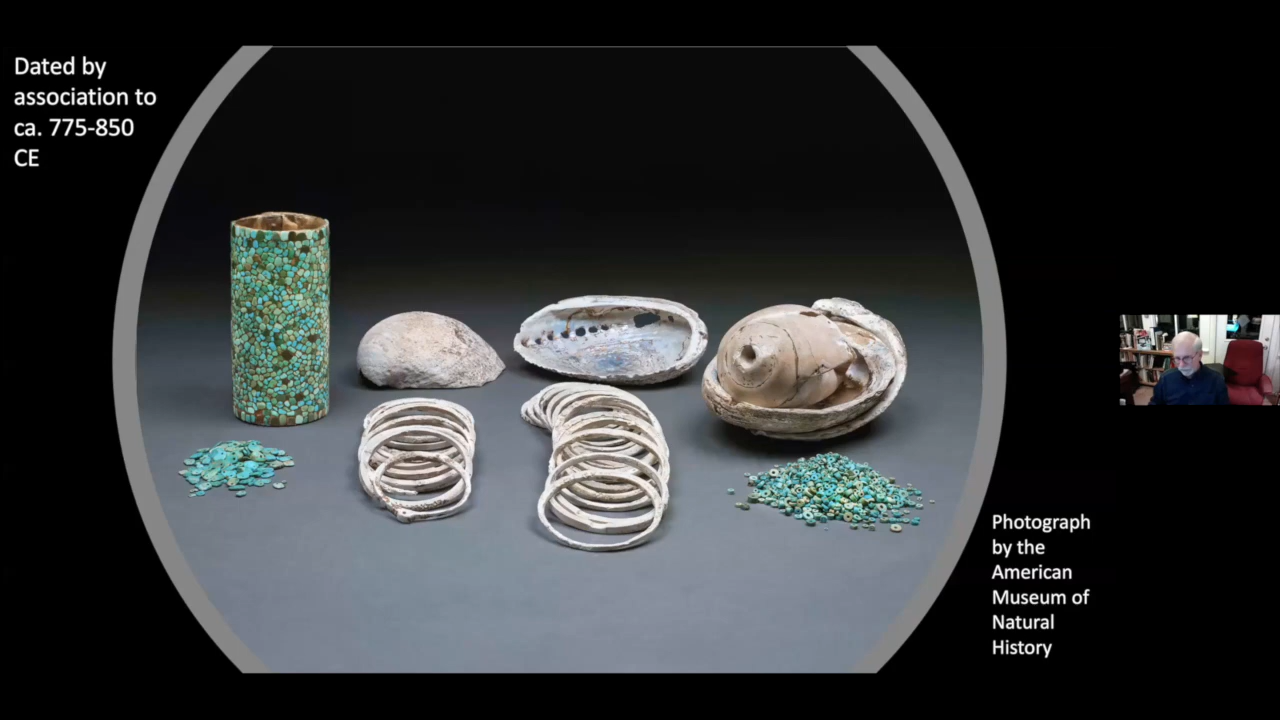 Dated by
association to
ca. 775-850
CE
Photograph
by the
American
Museum of
Natural
History